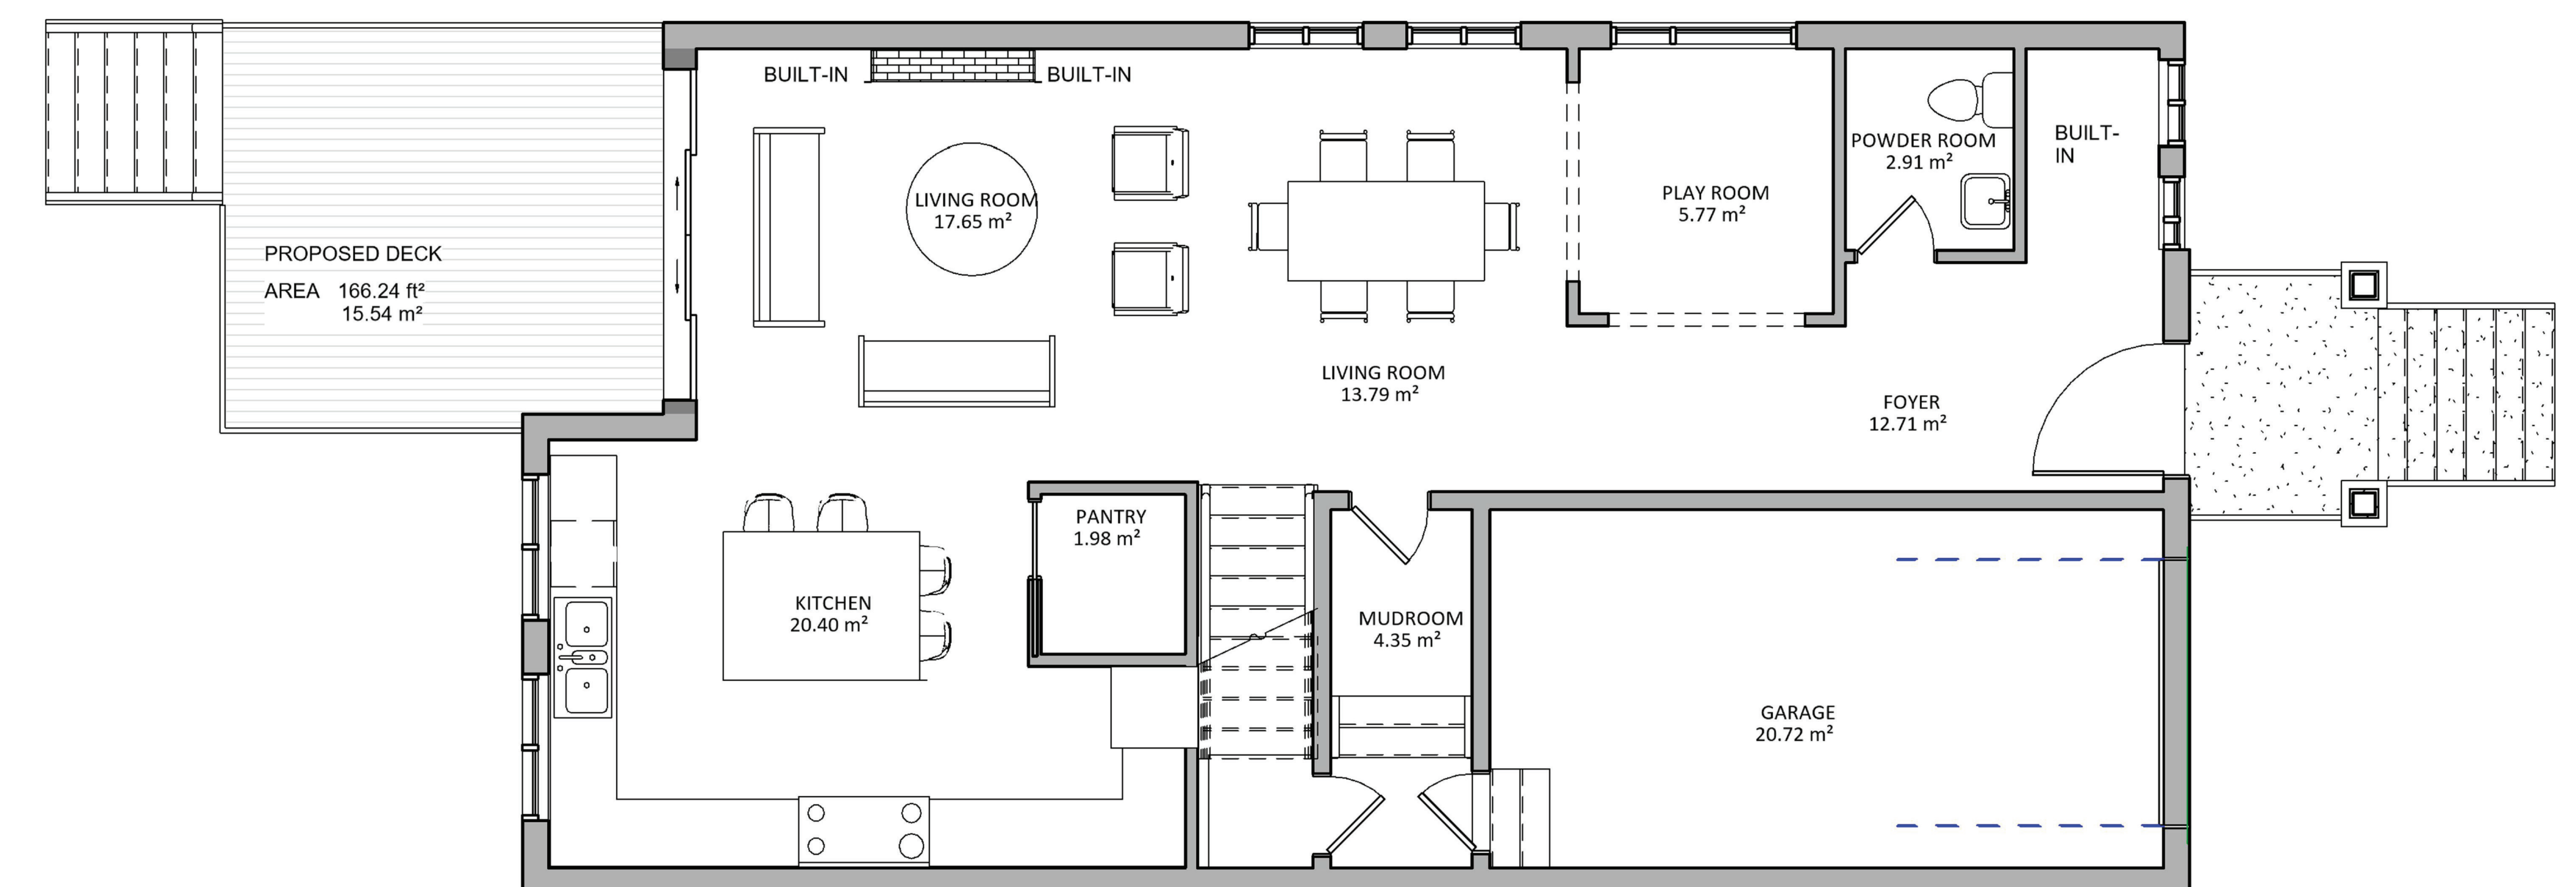 BUILT-IN
BUILT-IN
LIVING ROOM
17.65 m²
PROPOSED DECK
AREA 166.24 ft²
15.54 m²
PLAY ROOM
5.77 m²
POWDER ROOM
2.91 m²
BUILT-
IN
LIVING ROOM
13.79 m²
FOYER
12.71 m²
PANTRY
1.98 m²
KITCHEN
20.40 m²
MUDROOM
4.35 m²
GARAGE
20.72 m²